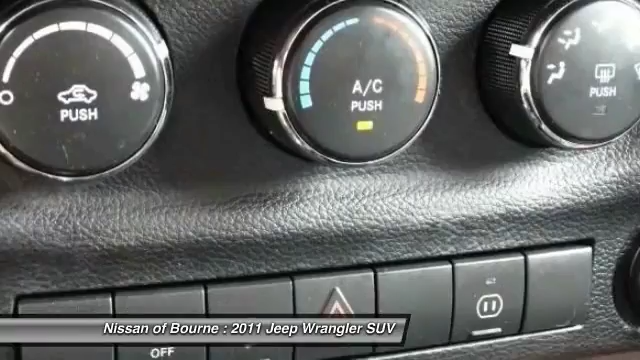 A/C
PUSH
PUSH
PUSH
Nissan of Bourne : 2011 Jeep Wrangler SUV
OFF